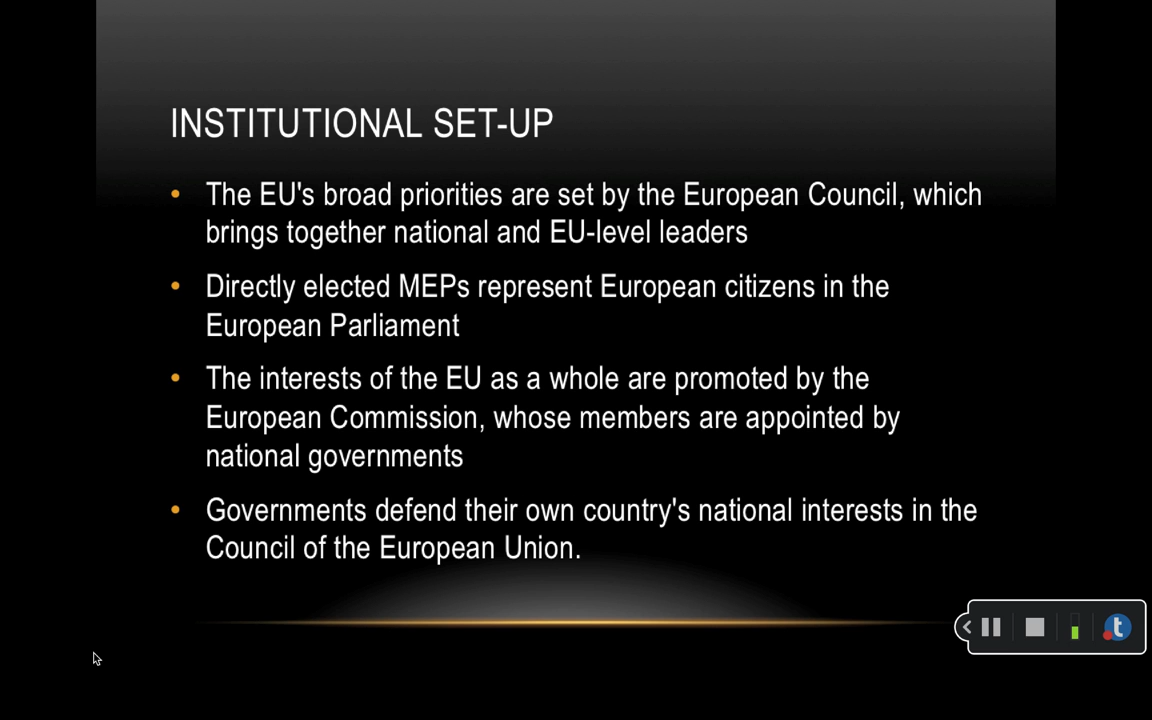 INSTITUTIONAL SET-UP
• The EU's broad priorities are set by the European Council, which
brings together national and EU-level leaders
• Directly elected MEPs represent European citizens in the
European Parliament
• The interests of the EU as a whole are promoted by the
European Commission, whose members are appointed by
national governments
• Governments defend their own country's national interests in the
Council of the European Union.
t